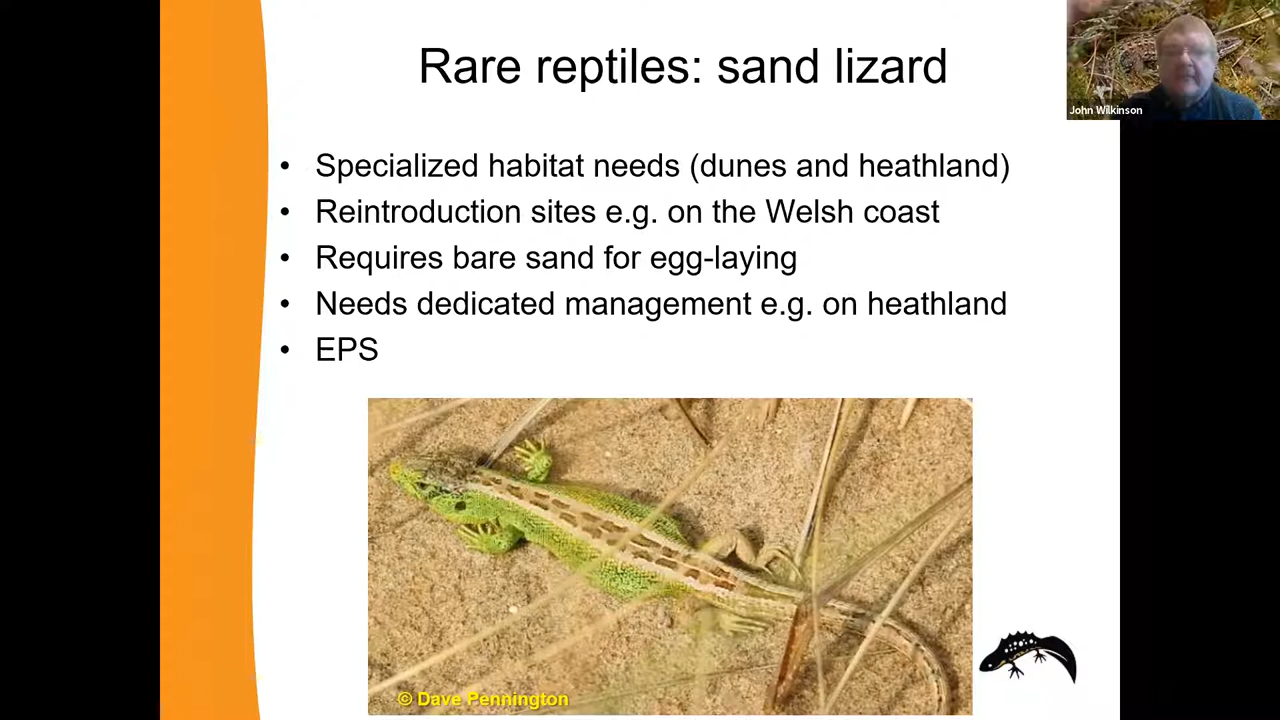 Rare reptiles: sand lizard
John Wilkinson
• Specialized habitat needs (dunes and heathland)
• Reintroduction sites e.g. on the Welsh coast
• Requires bare sand for egg-laying
• Needs dedicated management e.g. on heathland
• EPS
© Dave Pennington